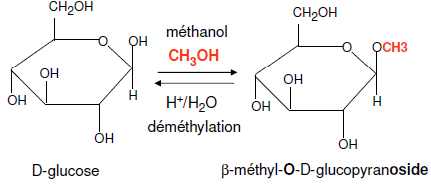 CH₂OH
O
OH
OH
OH
H
OH
D-glucose
méthanol
CH₃OH
H⁺/H₂O
déméthylation
CH₂OH
O
OCH3
OH
OH
H
OH
β-méthyl-O-D-glucopyranoside